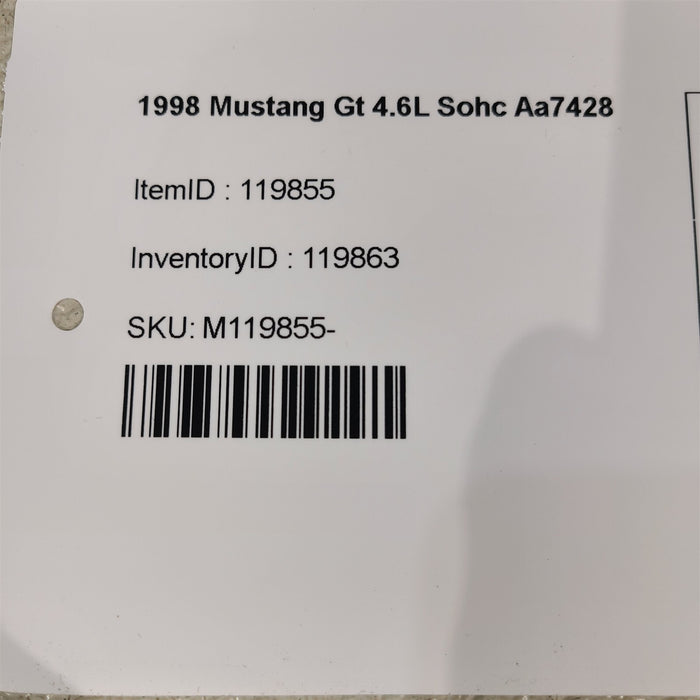 1998 Mustang Gt 4.6L Sohc Aa7428
ItemID : 119855
InventoryID : 119863
SKU: M119855-